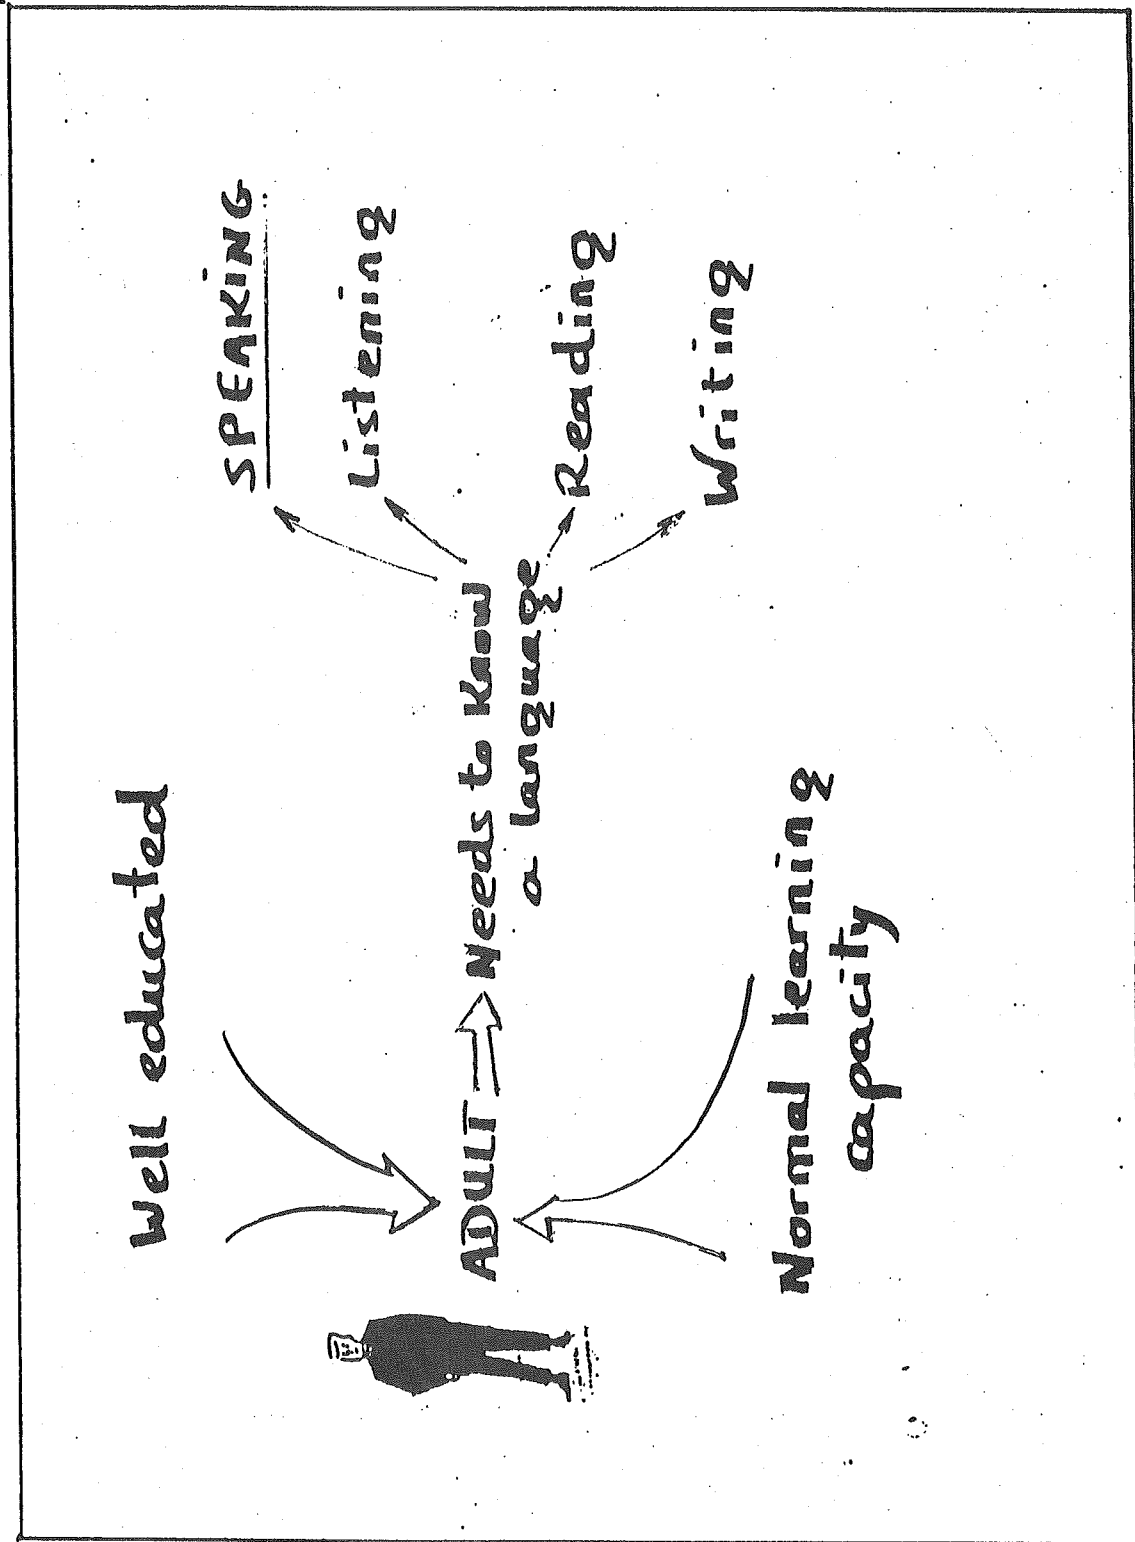 Well educated
ADULT
Needs to Know
a language
SPEAKING
Listening
Reading
Writing
Normal learning
capacity